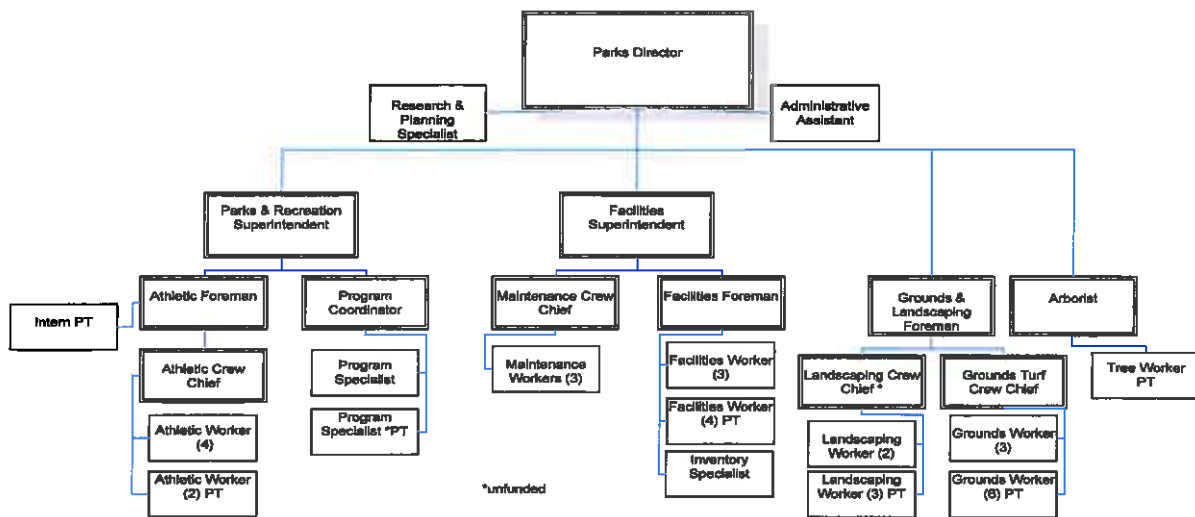 Parks Director
Research &
Planning
Specialist
Administrative
Assistant
Parks & Recreation
Superintendent
Facilities
Superintendent
Intern PT
Athletic Foreman
Program
Coordinator
Maintenance Crew
Chief
Facilities Foreman
Grounds &
Landscaping
Foreman
Arborist
Athletic Crew
Chief
Program
Specialist
Maintenance
Workers (3)
Facilities Worker
(3)
Landscaping Crew
Chief *
Grounds Turf
Crew Chief
Tree Worker
PT
Athletic Worker
(4)
Program
Specialist *PT
Facilities Worker
(4) PT
Landscaping
Worker (2)
Grounds Worker
(3)
Athletic Worker
(2) PT
Inventory
Specialist
Landscaping
Worker (3) PT
Grounds Worker
(6) PT
*unfunded